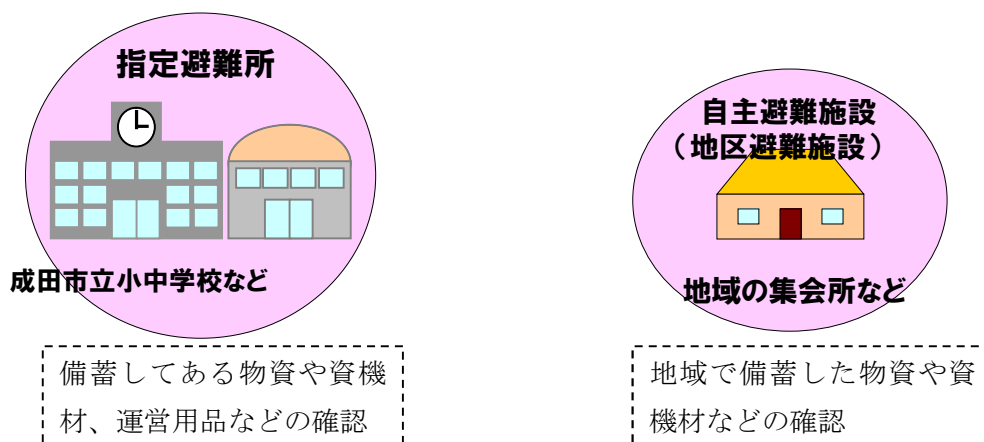 指定避難所
成田市立小中学校など
備蓄してある物資や資機
材、運営用品などの確認
自主避難施設
（地区避難施設）
地域の集会所など
地域で備蓄した物資や資
機材などの確認